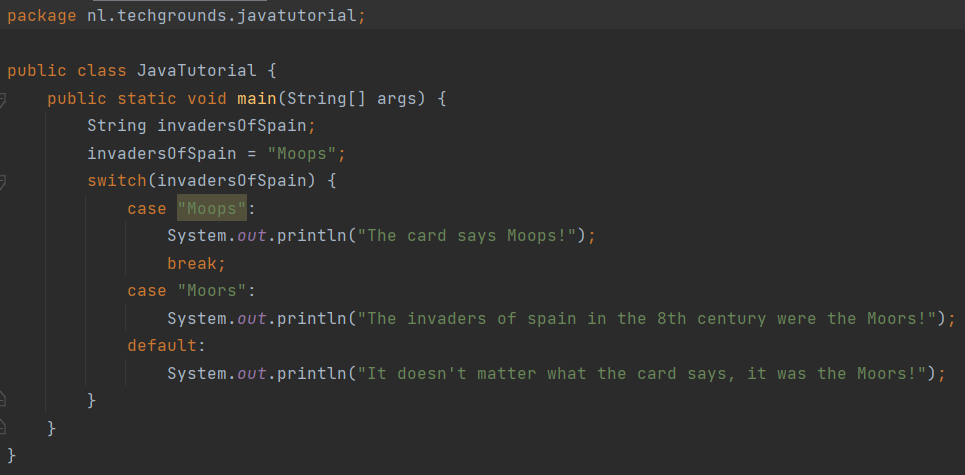 package nl.techgrounds.javatutorial;
public class JavaTutorial {
public static void main(String[] args) {
String invadersOfSpain;
invadersOfSpain = "Moops";
switch(invadersOfSpain) {
case "Moops":
System.out.println("The card says Moops!");
break;
case "Moors":
System.out.println("The invaders of spain in the 8th century were the Moors!");
default:
System.out.println("It doesn't matter what the card says, it was the Moors!");
}
}
}